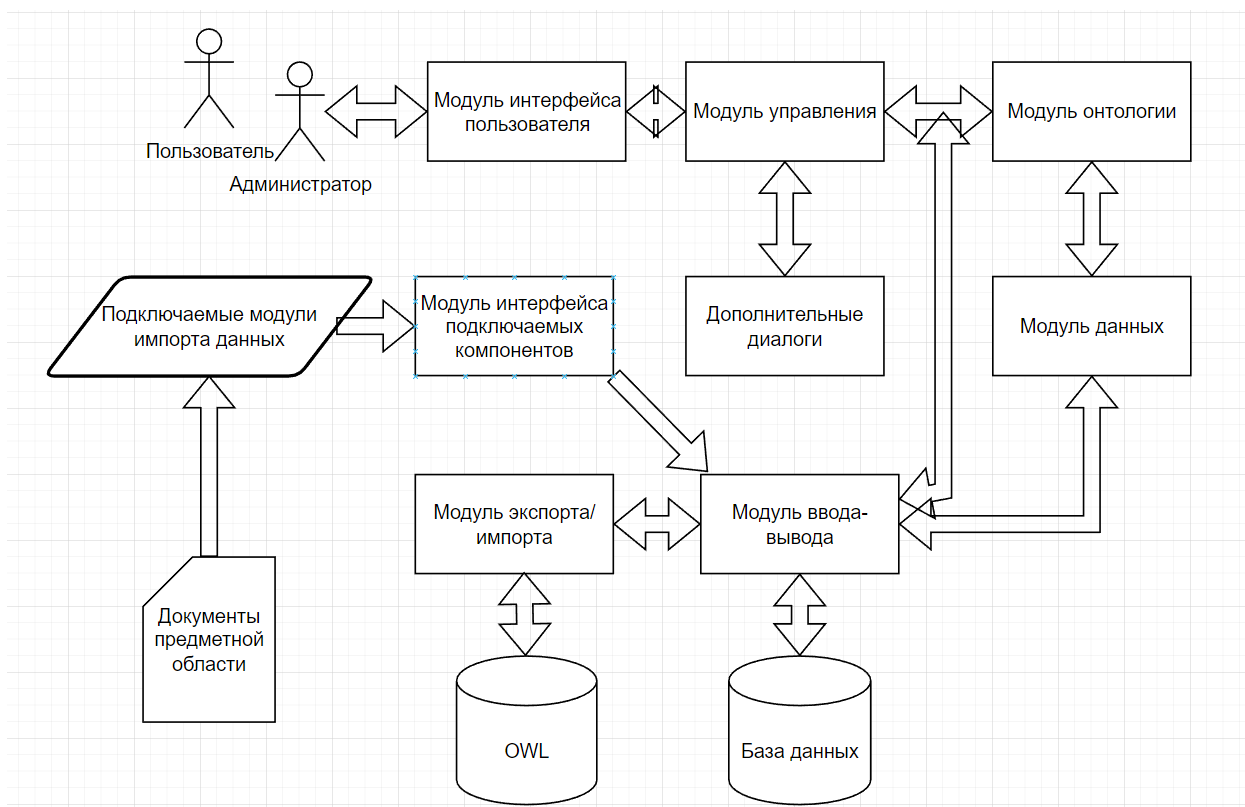 Пользователь
Администратор
Модуль интерфейса
пользователя
Модуль управления
Модуль онтологии
Подключаемые модули
импорта данных
Модуль интерфейса
подключаемых
компонентов
Дополнительные
диалоги
Модуль данных
Модуль экспорта/
импорта
Модуль ввода-
вывода
Документы
предметной
области
OWL
База данных